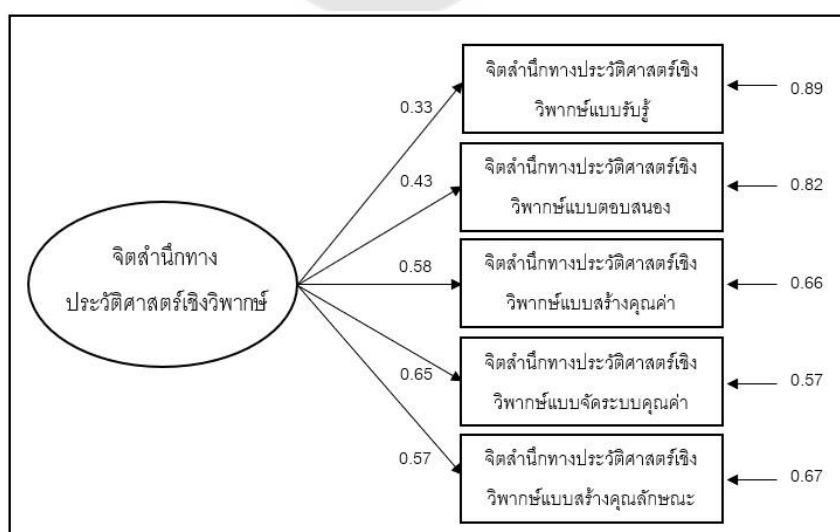 จิตสำนึกทาง
ประวัติศาสตร์เชิงวิพากษ์
0.33
จิตสำนึกทางประวัติศาสตร์เชิง
วิพากษ์แบบรับรู้
0.89
0.43
จิตสำนึกทางประวัติศาสตร์เชิง
วิพากษ์แบบตอบสนอง
0.82
0.58
จิตสำนึกทางประวัติศาสตร์เชิง
วิพากษ์แบบสร้างคุณค่า
0.66
0.65
จิตสำนึกทางประวัติศาสตร์เชิง
วิพากษ์แบบจัดระบบคุณค่า
0.57
0.57
จิตสำนึกทางประวัติศาสตร์เชิง
วิพากษ์แบบสร้างคุณลักษณะ
0.67